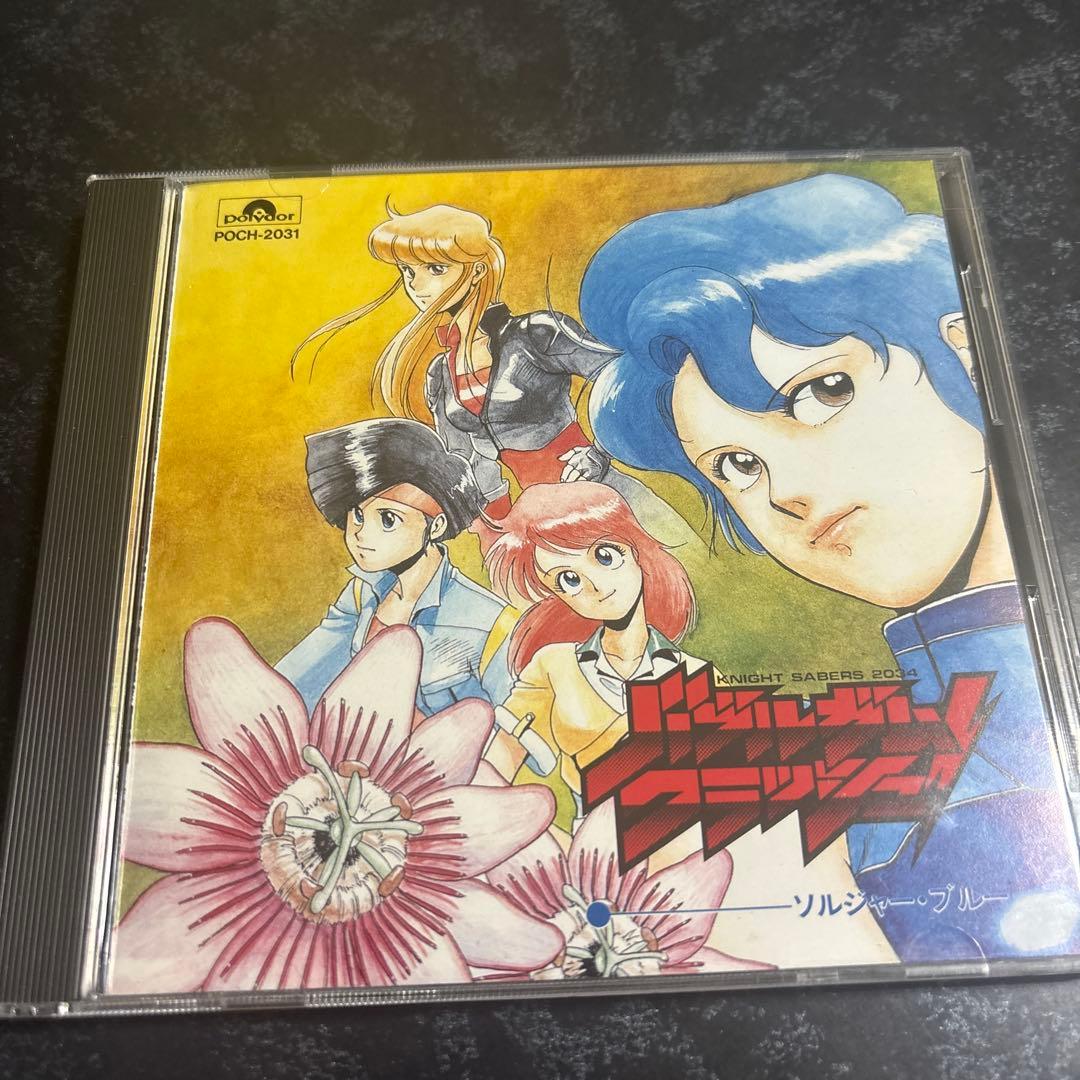 polydor
POCH-2031
KNIGHT SABERS 2034
バブルガム
クライシス
ソルジャー・ブルー